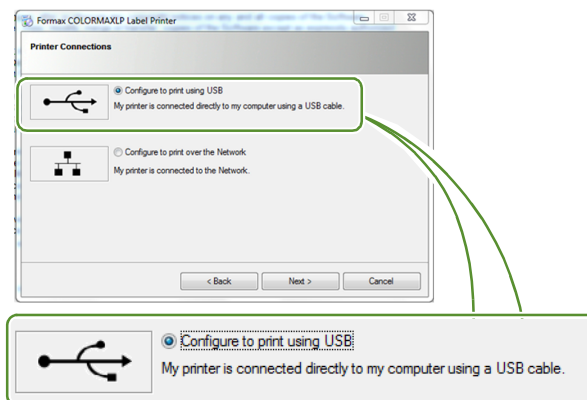 Formax COLORMAXLP Label Printer
Printer Connections
Configure to print using USB
My printer is connected directly to my computer using a USB cable.
Configure to print over the Network
My printer is connected to the Network.
< Back
Next >
Cancel
Configure to print using USB
My printer is connected directly to my computer using a USB cable.